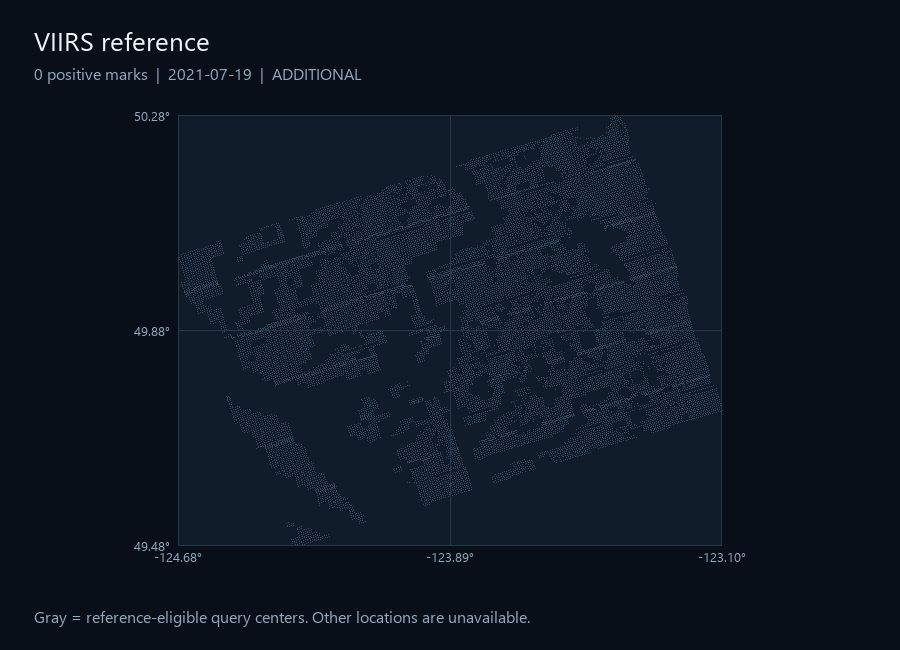 VIIRS reference
0 positive marks | 2021-07-19 | ADDITIONAL
50.28°
49.88°
49.48°
-124.68°
-123.89°
-123.10°
Gray = reference-eligible query centers. Other locations are unavailable.